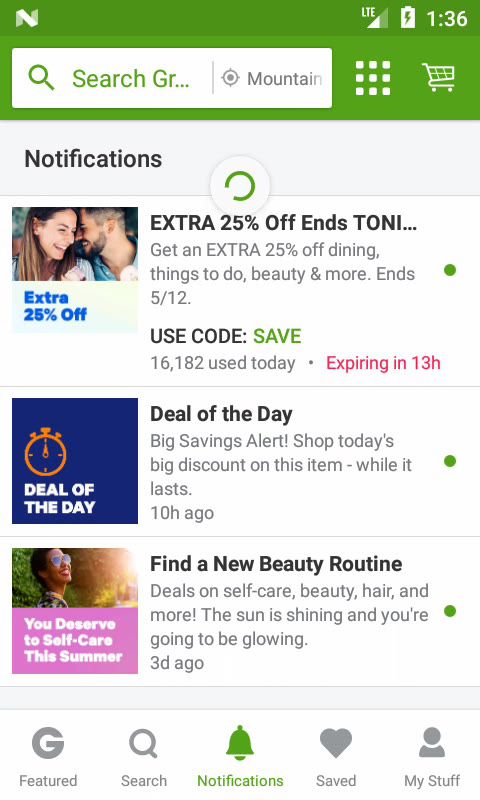 LTE 1:36
Search Gr… Mountain
Notifications
EXTRA 25% Off Ends TONI…
Get an EXTRA 25% off dining,
things to do, beauty & more. Ends
5/12.
Extra
25% Off
USE CODE: SAVE
16,182 used today • Expiring in 13h
Deal of the Day
Big Savings Alert! Shop today's
big discount on this item - while it
lasts.
10h ago
DEAL OF
THE DAY
Find a New Beauty Routine
Deals on self-care, beauty, hair, and
more! The sun is shining and you're
going to be glowing.
3d ago
You Deserve
to Self-Care
This Summer
G
Featured Search Notifications Saved My Stuff